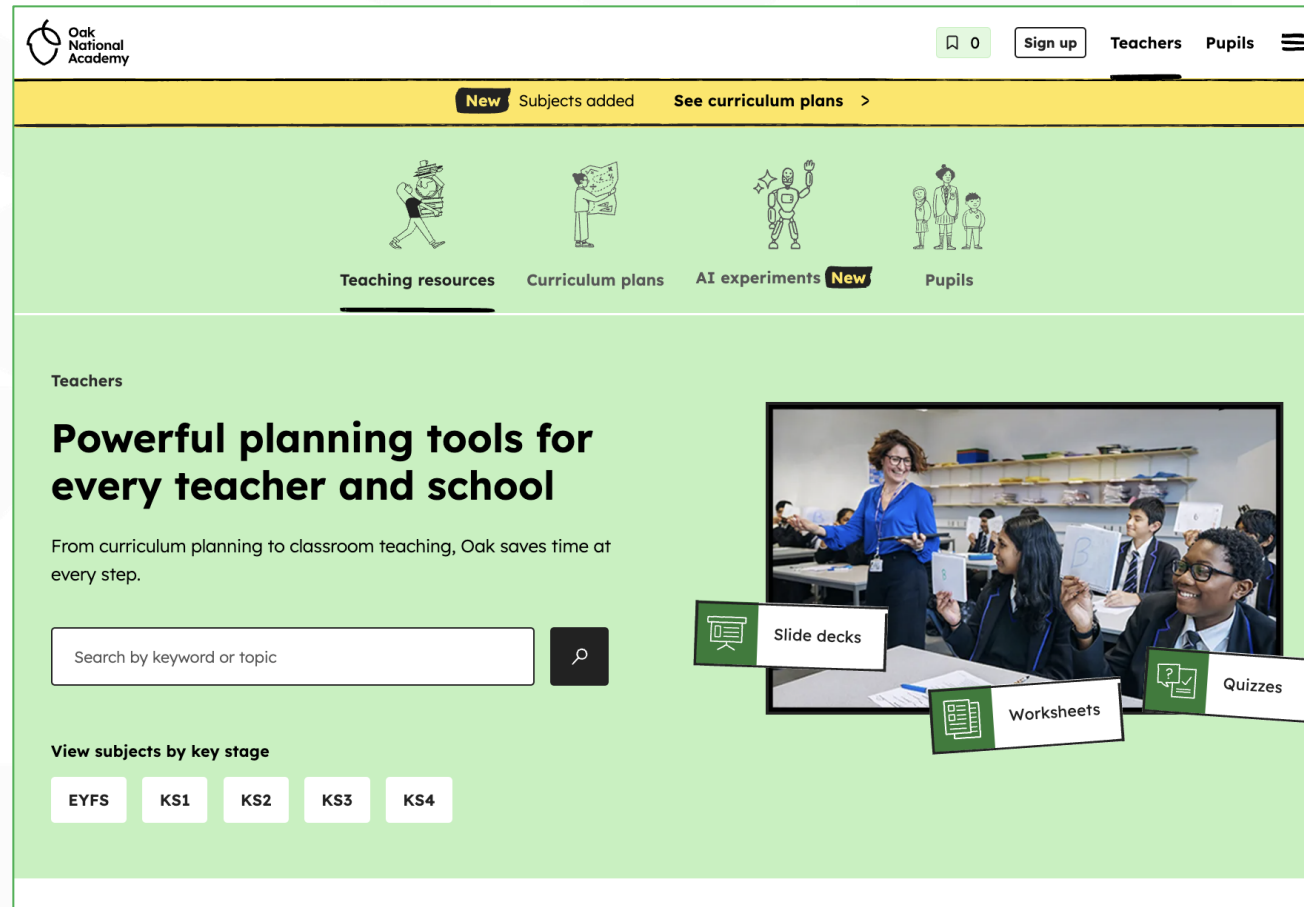 Oak
National
Academy
0
Sign up
Teachers
Pupils
New Subjects added
See curriculum plans >
Teaching resources
Curriculum plans
AI experiments New
Pupils
Teachers
Powerful planning tools for
every teacher and school
From curriculum planning to classroom teaching, Oak saves time at
every step.
Search by keyword or topic
B
Slide decks
Worksheets
Quizzes
View subjects by key stage
EYFS
KS1
KS2
KS3
KS4